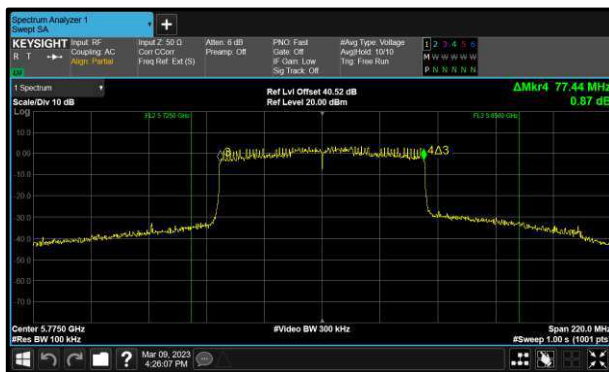 Spectrum Analyzer 1
Swept SA
+
KEYSIGHT Input: RF Input Z: 50 Ω Atten: 6 dB PNO: Fast #Avg Type: Voltage 1 2 3 4 5 6
R T Coupling: AC Corr CCorr Preamp: Off Gate: Off Avg|Hold: 10/10 M W W W W W
Align: Partial Freq Ref: Ext (S) IF Gain: Low Trig: Free Run
Sig Track: Off P N N N N N
1 Spectrum Ref Lvl Offset 40.52 dB ΔMkr4 77.44 MHz
Scale/Div 10 dB Ref Level 20.00 dBm 0.87 dB
Log
10.0
0.00
3 4Δ3
-10.0
-20.0
-30.0
-40.0
-50.0
-60.0
-70.0
Center 5.7750 GHz #Video BW 300 kHz Span 220.0 MHz
#Res BW 100 kHz #Sweep 1.00 s (1001 pts)
? Mar 09, 2023
4:26:07 PM